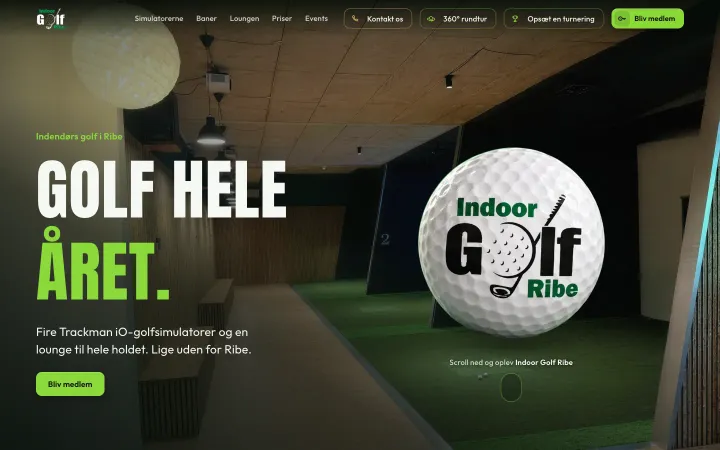 Indoor
Golf
Ribe
Simulatorerne
Baner
Loungen
Priser
Events
Kontakt os
360° rundtur
Opsæt en turnering
Bliv medlem
Indendørs golf i Ribe
GOLF HELE
ÅRET.
Fire Trackman iO-golfsimulatorer og en
lounge til hele holdet. Lige uden for Ribe.
Bliv medlem
2
Indoor
Golf
Ribe
Scroll ned og oplev Indoor Golf Ribe